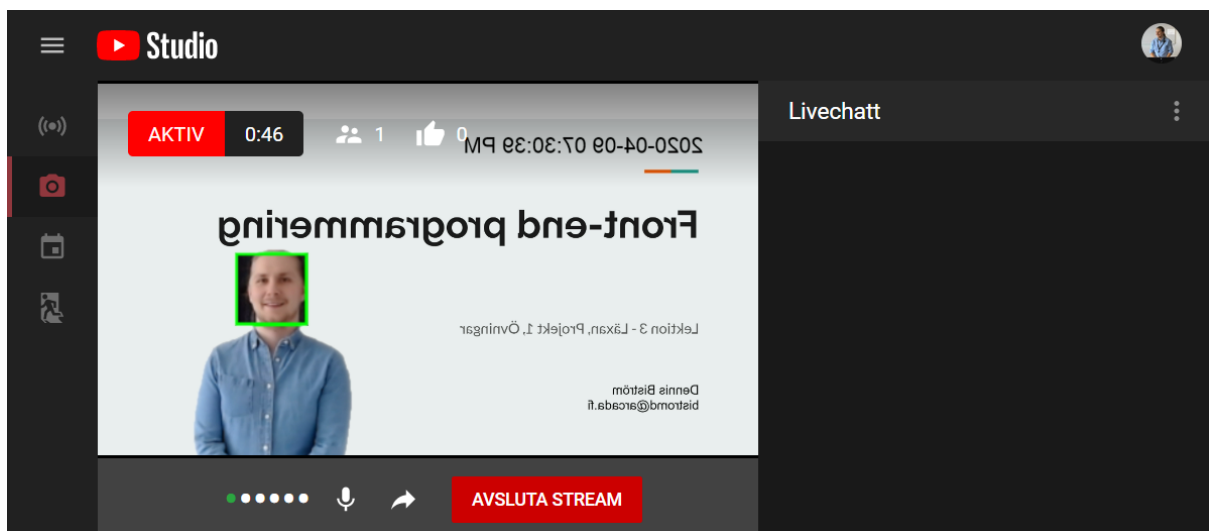 Studio
Livechatt
AKTIV 0:46 1 0
2020-04-09 07:30:39 PM
Front-end programmering
Lektion 3 - Läxan, Projekt 1, Övningar
Dennis Biström
bistromd@arcada.fi
AVSLUTA STREAM